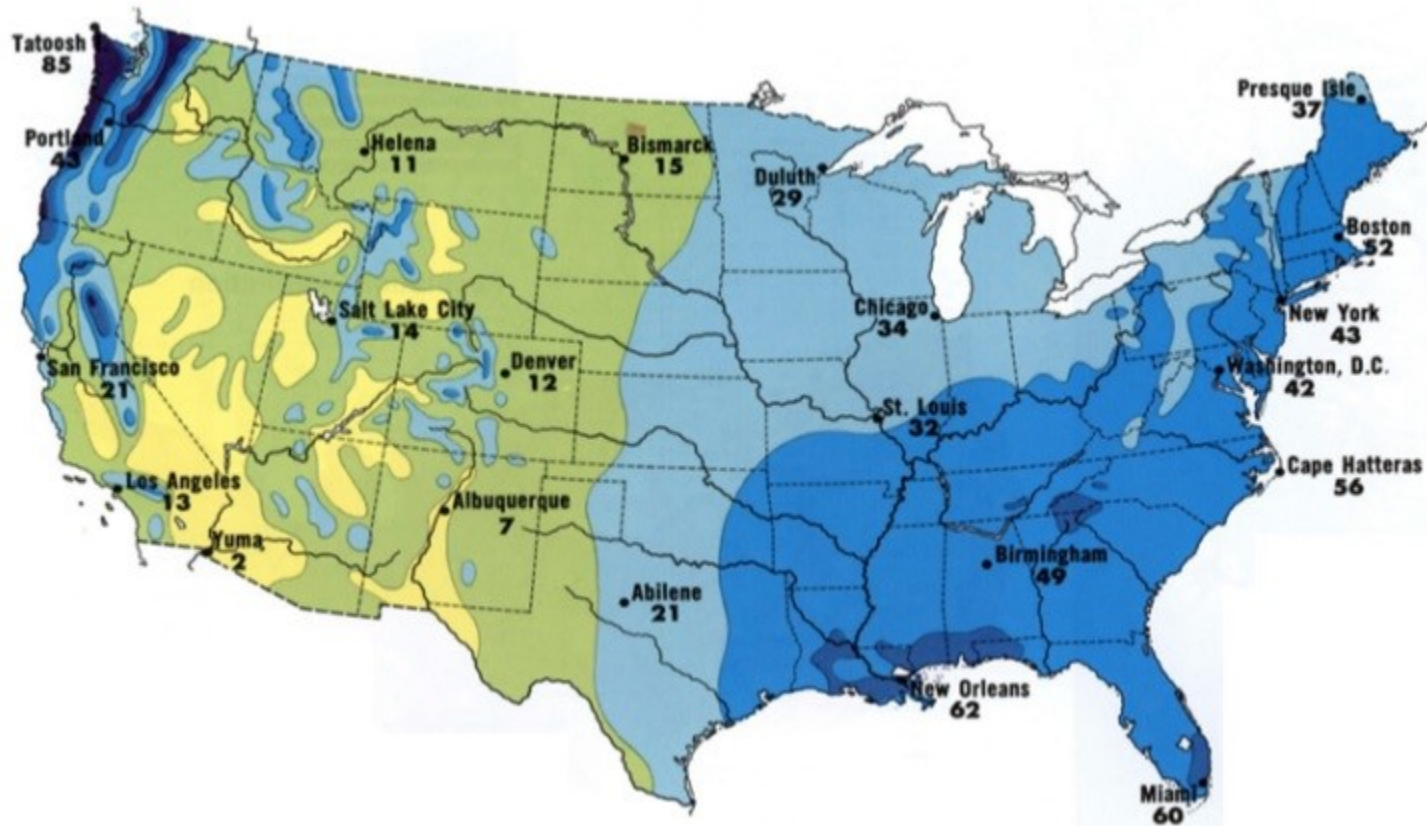 Tatoosh I.
85
Portland
43
Helena
11
Bismarck
15
Duluth
29
Presque Isle
37
Boston
52
New York
43
Washington, D.C.
42
Chicago
34
St. Louis
32
Salt Lake City
14
Denver
12
San Francisco
21
Los Angeles
13
Yuma
2
Albuquerque
7
Abilene
21
Birmingham
49
Cape Hatteras
56
New Orleans
62
Miami
60